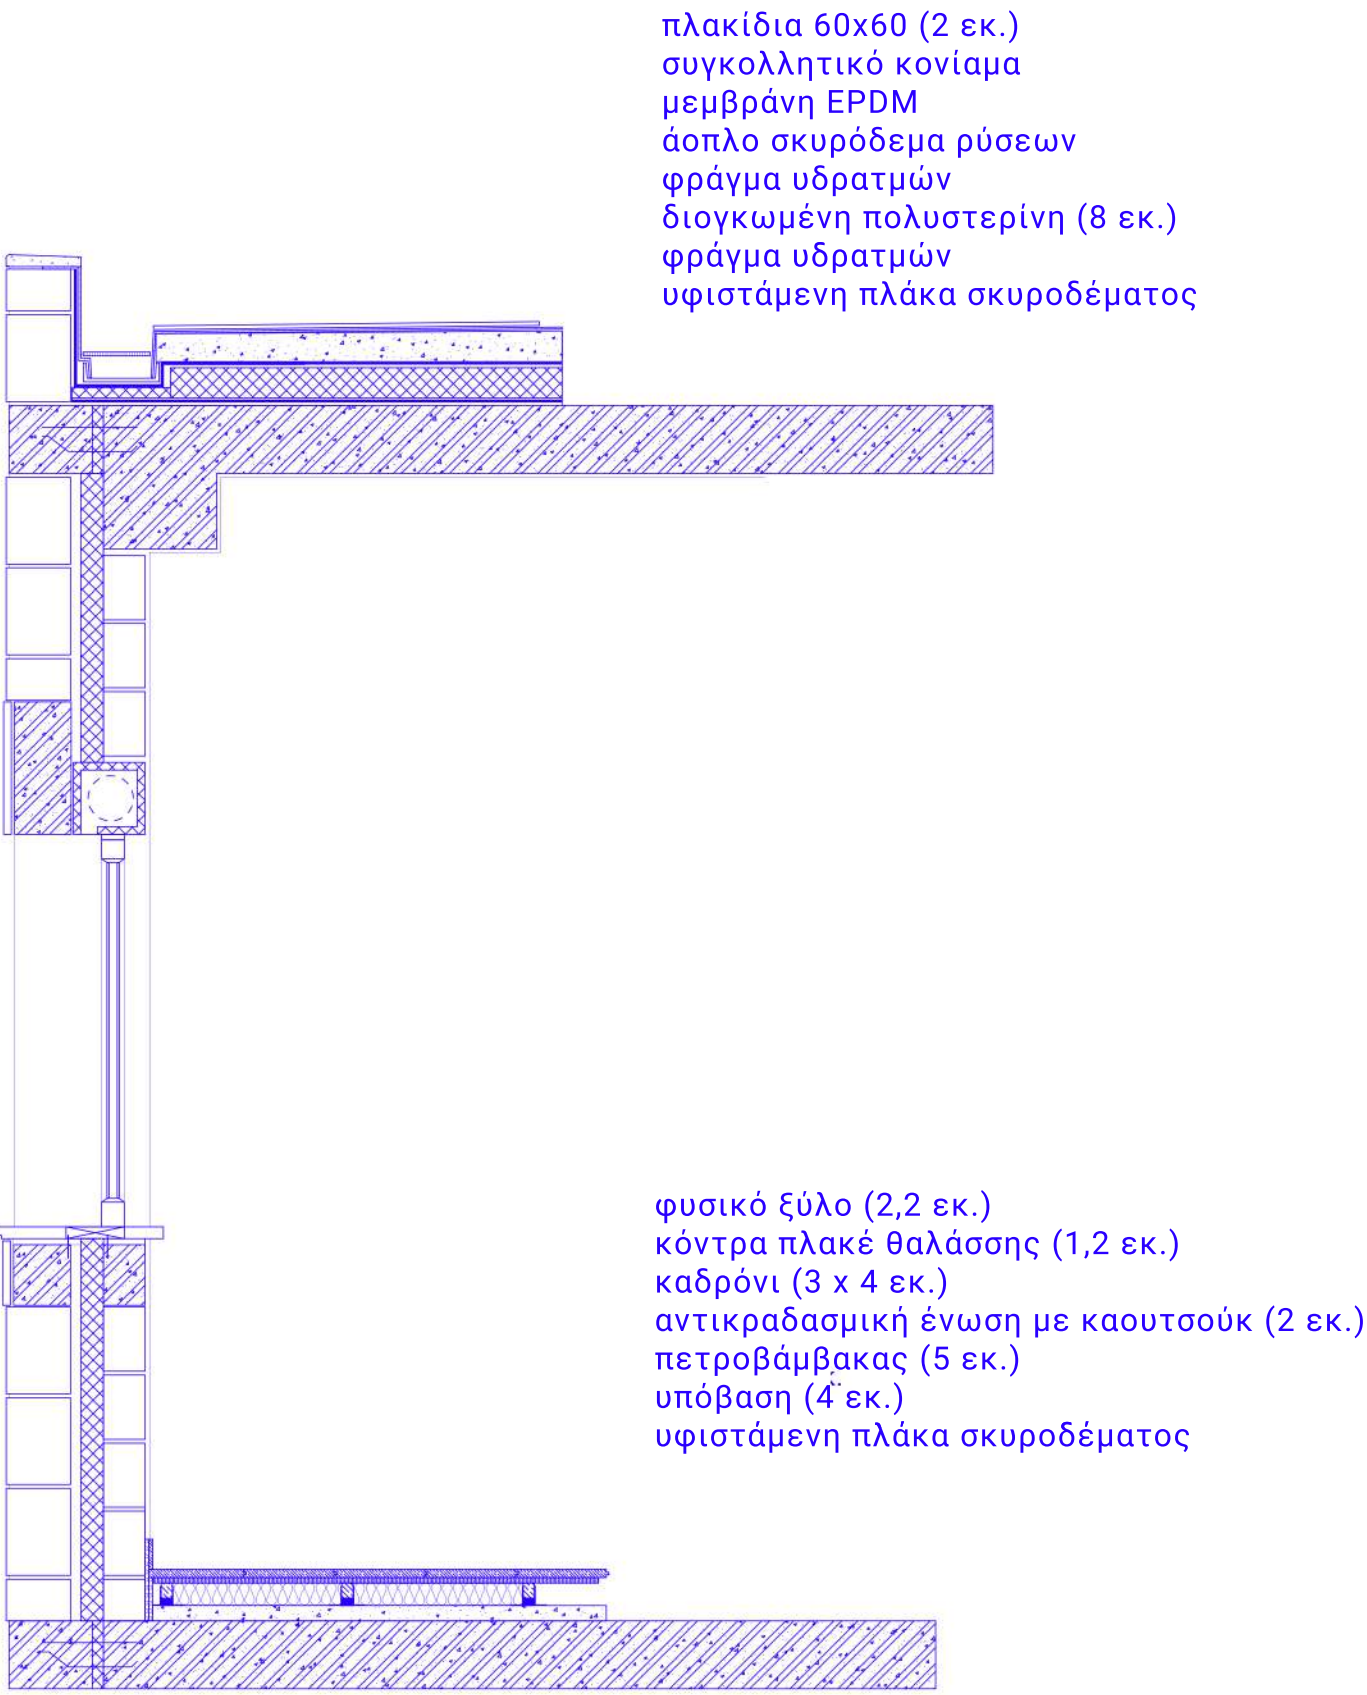 πλακίδια 60x60 (2 εκ.)
συγκολλητικό κονίαμα
μεμβράνη EPDM
άοπλο σκυρόδεμα ρύσεων
φράγμα υδρατμών
διογκωμένη πολυστερίνη (8 εκ.)
φράγμα υδρατμών
υφιστάμενη πλάκα σκυροδέματος
φυσικό ξύλο (2,2 εκ.)
κόντρα πλακέ θαλάσσης (1,2 εκ.)
καδρόνι (3 x 4 εκ.)
αντικραδασμική ένωση με καουτσούκ (2 εκ.)
πετροβάμβακας (5 εκ.)
υπόβαση (4 εκ.)
υφιστάμενη πλάκα σκυροδέματος